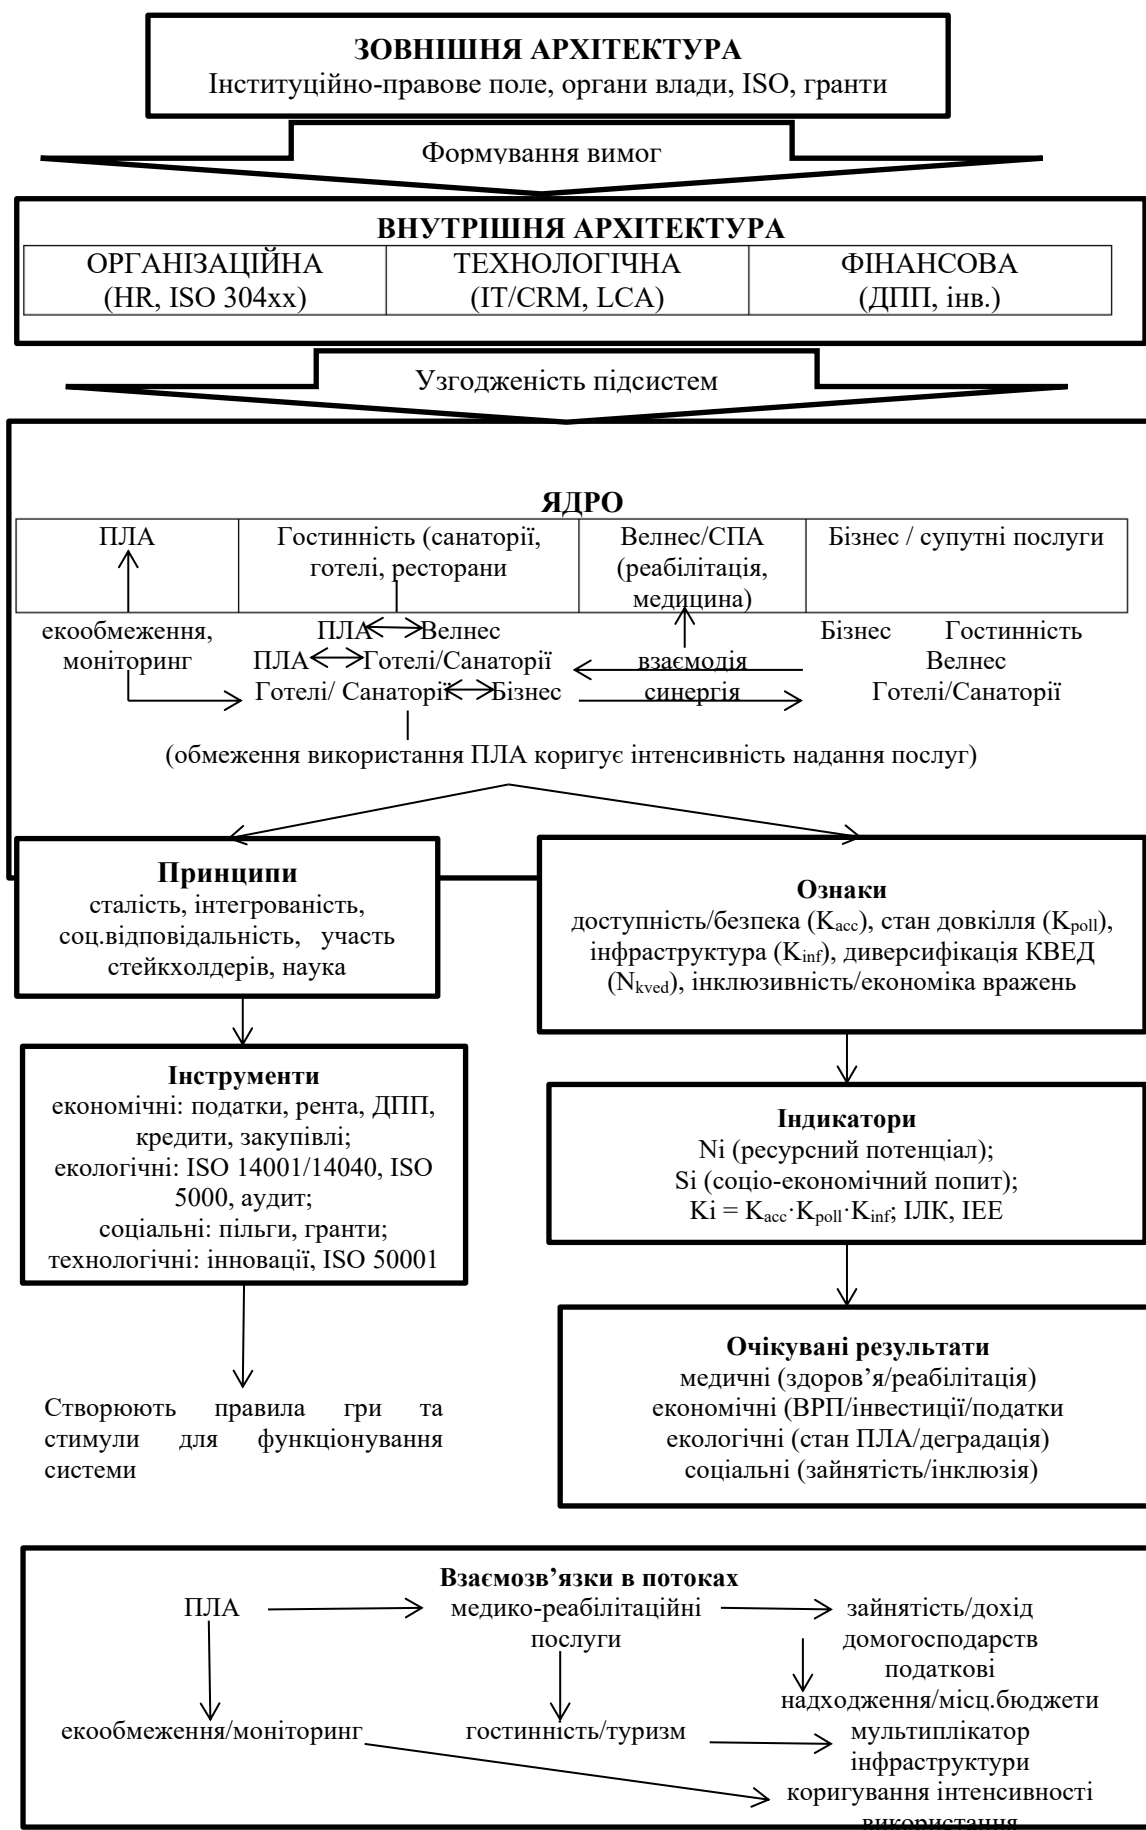 ЗОВНІШНЯ АРХІТЕКТУРА
Інституційно-правове поле, органи влади, ISO, гранти
Формування вимог
ВНУТРІШНЯ АРХІТЕКТУРА
ОРГАНІЗАЦІЙНА
(HR, ISO 304xx)
ТЕХНОЛОГІЧНА
(IT/CRM, LCA)
ФІНАНСОВА
(ДПП, інв.)
Узгодженість підсистем
ЯДРО
ПЛА
Гостинність (санаторії,
готелі, ресторани
Велнес/СПА
(реабілітація,
медицина)
Бізнес / супутні послуги
екообмеження,
моніторинг
ПЛА Велнес
ПЛА Готелі/Санаторії
Готелі/ Санаторії Бізнес
взаємодія
синергія
Бізнес Гостинність
Велнес
Готелі/Санаторії
(обмеження використання ПЛА коригує інтенсивність надання послуг)
Принципи
сталість, інтегрованість,
соц.відповідальність, участь
стейкхолдерів, наука
Ознаки
доступність/безпека (Kacc), стан довкілля (Kpoll),
інфраструктура (Kinf), диверсифікація КВЕД
(Nkved), інклюзивність/економіка вражень
Інструменти
економічні: податки, рента, ДПП,
кредити, закупівлі;
екологічні: ISO 14001/14040, ISO
5000, аудит;
соціальні: пільги, гранти;
технологічні: інновації, ISO 50001
Індикатори
Ni (ресурсний потенціал);
Si (соціо-економічний попит);
Ki = Kacc·Kpoll·Kinf; ІЛК, ІЕЕ
Створюють правила гри та
стимули для функціонування
системи
Очікувані результати
медичні (здоров’я/реабілітація)
економічні (ВРП/інвестиції/податки
екологічні (стан ПЛА/деградація)
соціальні (зайнятість/інклюзія)
Взаємозв’язки в потоках
ПЛА
медико-реабілітаційні
послуги
зайнятість/дохід
домогосподарств
податкові
надходження/місц.бюджети
екообмеження/моніторинг
гостинність/туризм
мультиплікатор
інфраструктури
коригування інтенсивності
використання